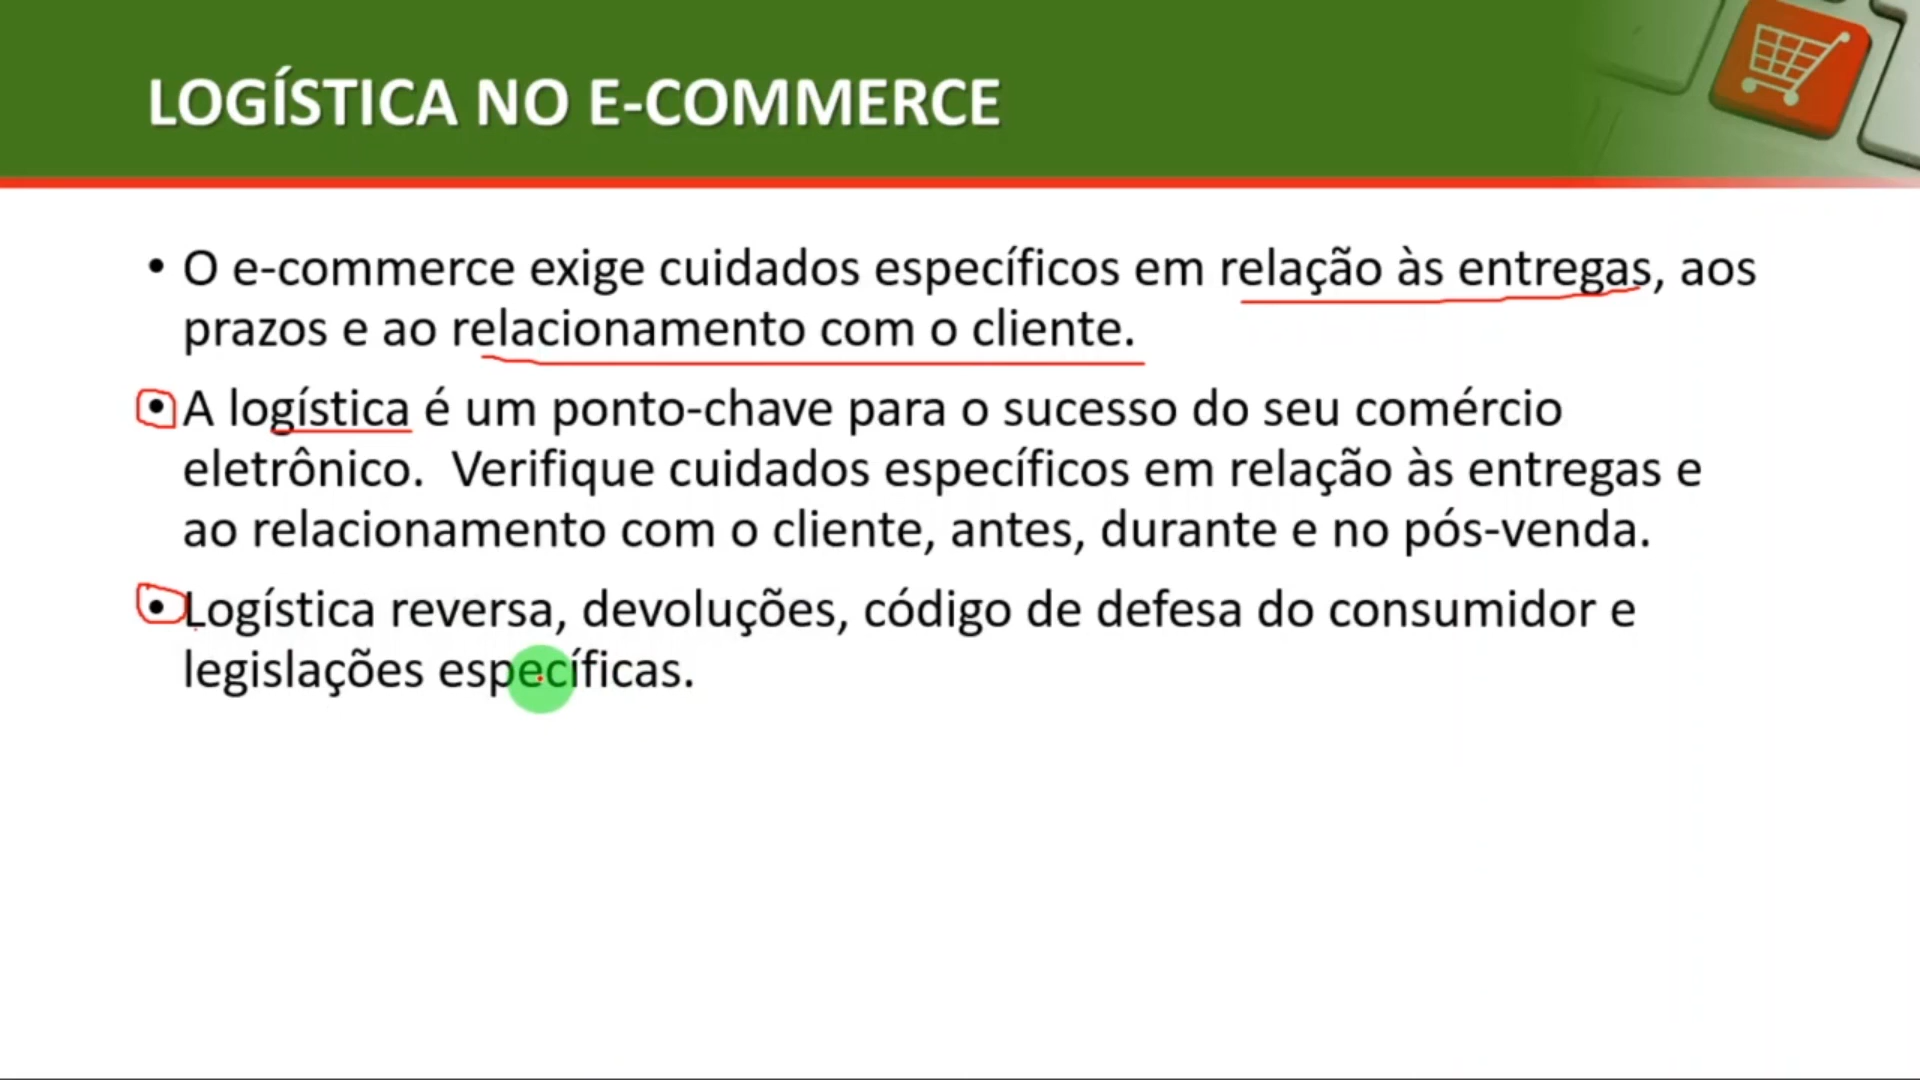 LOGÍSTICA NO E-COMMERCE
• O e-commerce exige cuidados específicos em relação às entregas, aos
prazos e ao relacionamento com o cliente.
• A logística é um ponto-chave para o sucesso do seu comércio
eletrônico.  Verifique cuidados específicos em relação às entregas e
ao relacionamento com o cliente, antes, durante e no pós-venda.
• Logística reversa, devoluções, código de defesa do consumidor e
legislações específicas.